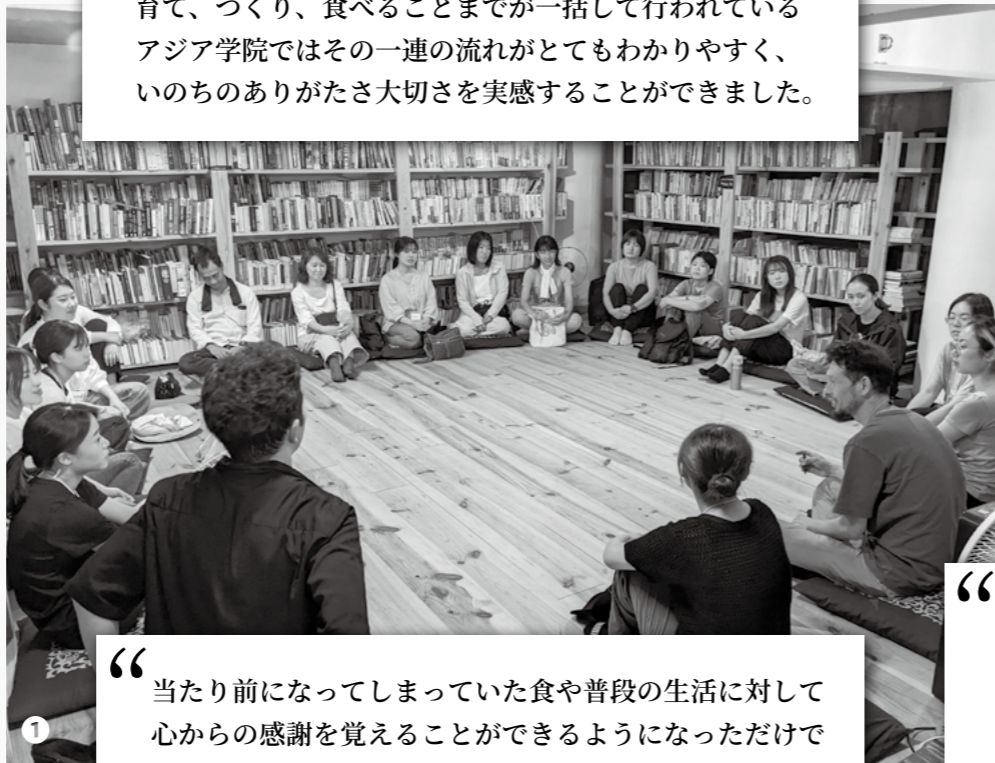 育て、つくり、食べることまでが一括して行われている
アジア学院ではその一連の流れがとてもわかりやすく、
いのちのありがたさ大切さを実感することができました。
“
当たり前になってしまっていた食や普段の生活に対して
心からの感謝を覚えることができるようになっただけで
“
1